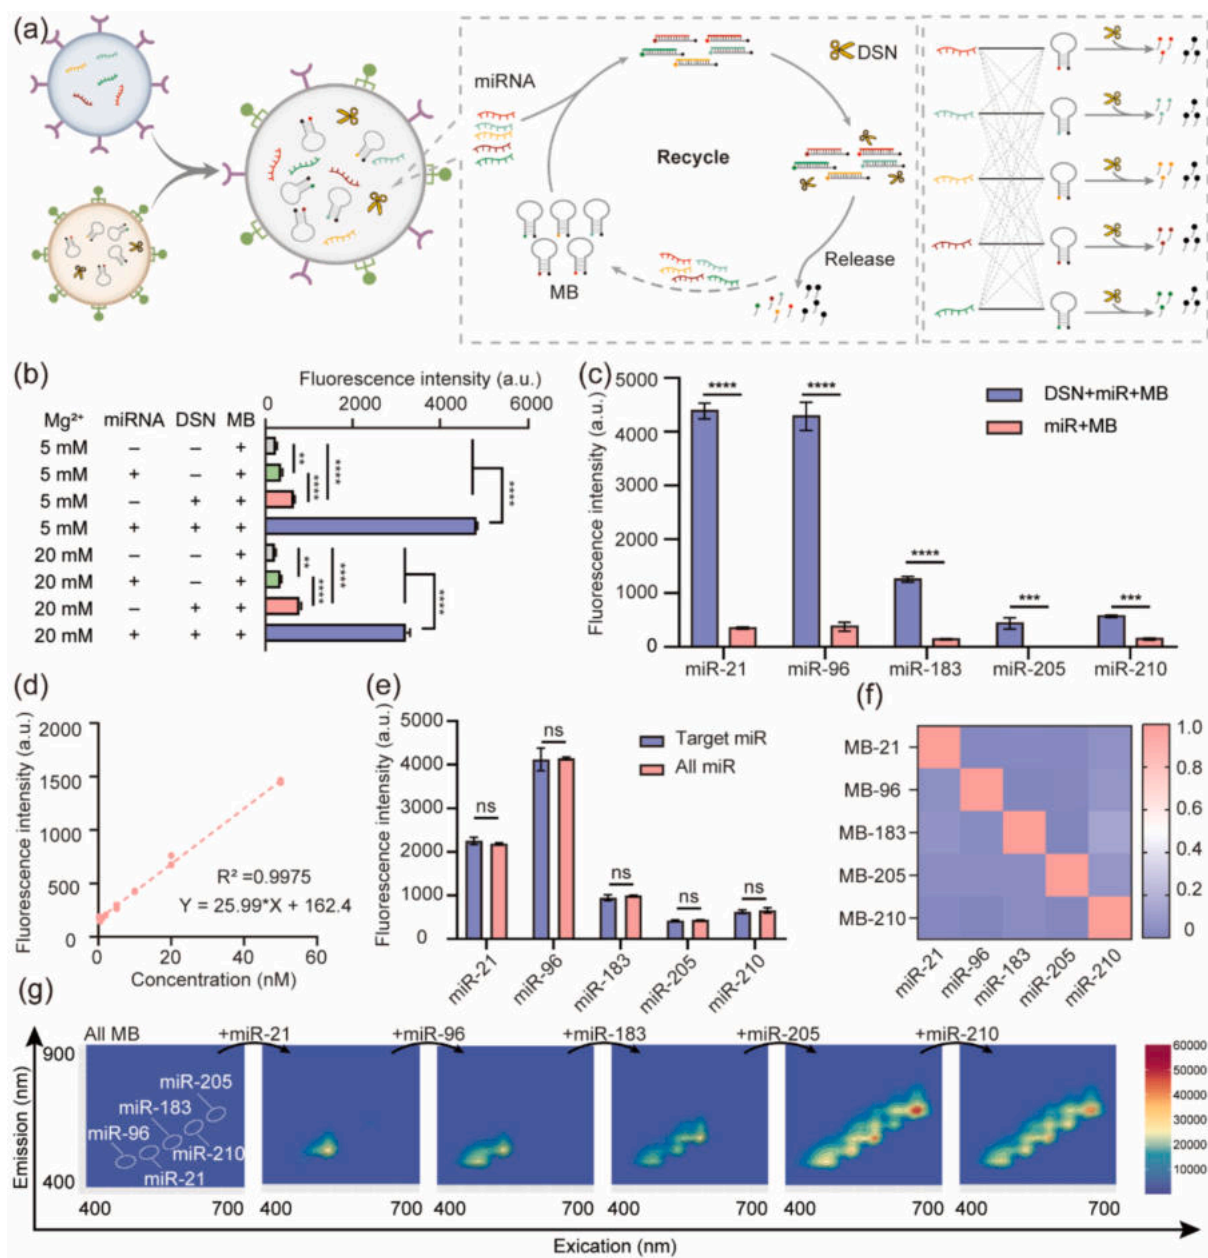 (a)
miRNA
DSN
Recycle
MB
Release
(b)
Fluorescence intensity (a.u.)
0 2000 4000 6000
Mg²⁺ miRNA DSN MB
5 mM – – +
5 mM + – +
5 mM – + +
5 mM + + +
20 mM – – +
20 mM + – +
20 mM – + +
20 mM + + +
** **** **** ****
** **** **** ****
(c)
Fluorescence intensity (a.u.)
5000
4000
3000
2000
1000
0
**** **** **** *** ***
DSN+miR+MB
miR+MB
miR-21 miR-96 miR-183 miR-205 miR-210
(d)
Fluorescence intensity (a.u.)
2000
1500
1000
500
0
R² =0.9975
Y = 25.99*X + 162.4
0 20 40 60
Concentration (nM)
(e)
Fluorescence intensity (a.u.)
5000
4000
3000
2000
1000
0
ns ns ns ns ns
Target miR
All miR
miR-21 miR-96 miR-183 miR-205 miR-210
(f)
MB-21
MB-96
MB-183
MB-205
MB-210
miR-21 miR-96 miR-183 miR-205 miR-210
1.0
0.8
0.6
0.4
0.2
0
(g)
All MB +miR-21 +miR-96 +miR-183 +miR-205 +miR-210
Emission (nm)
900
400
miR-205
miR-183
miR-96
miR-210
miR-21
400 700 400 700 400 700 400 700 400 700 400 700
Exication (nm)
60000
50000
40000
30000
20000
10000